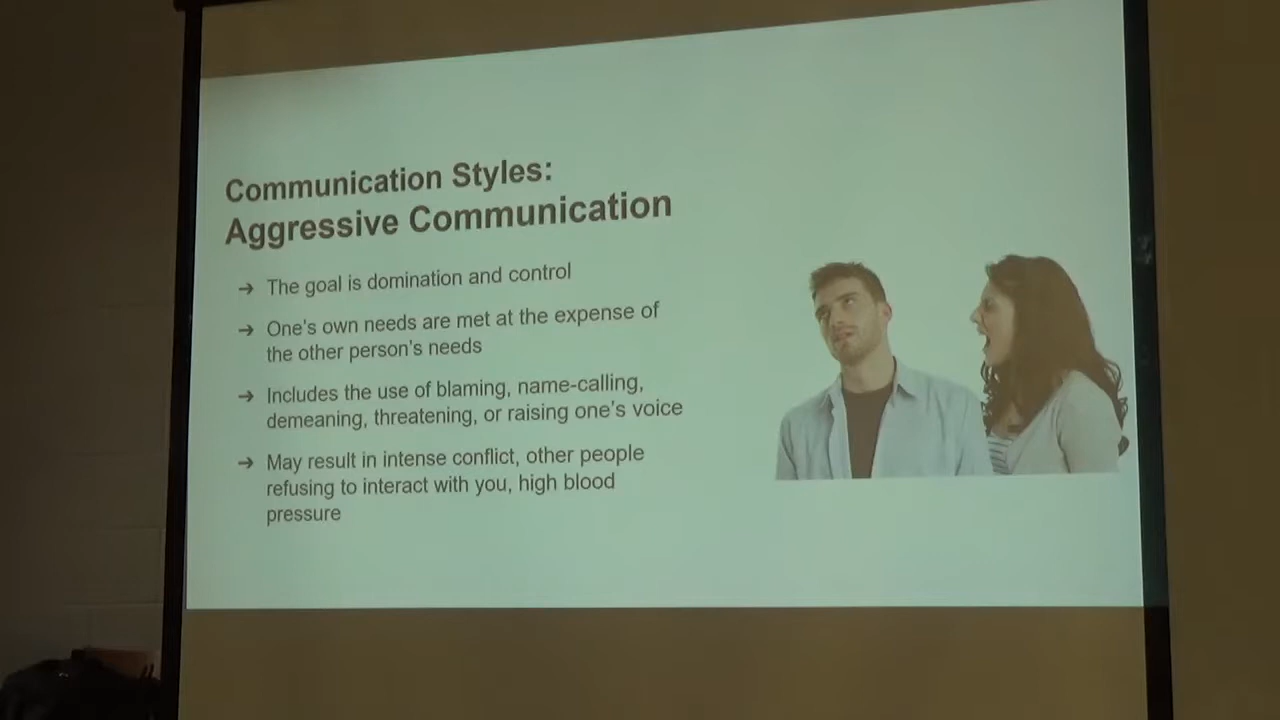 Communication Styles:
Aggressive Communication
➔ The goal is domination and control
➔ One's own needs are met at the expense of
the other person's needs
➔ Includes the use of blaming, name-calling,
demeaning, threatening, or raising one's voice
➔ May result in intense conflict, other people
refusing to interact with you, high blood
pressure